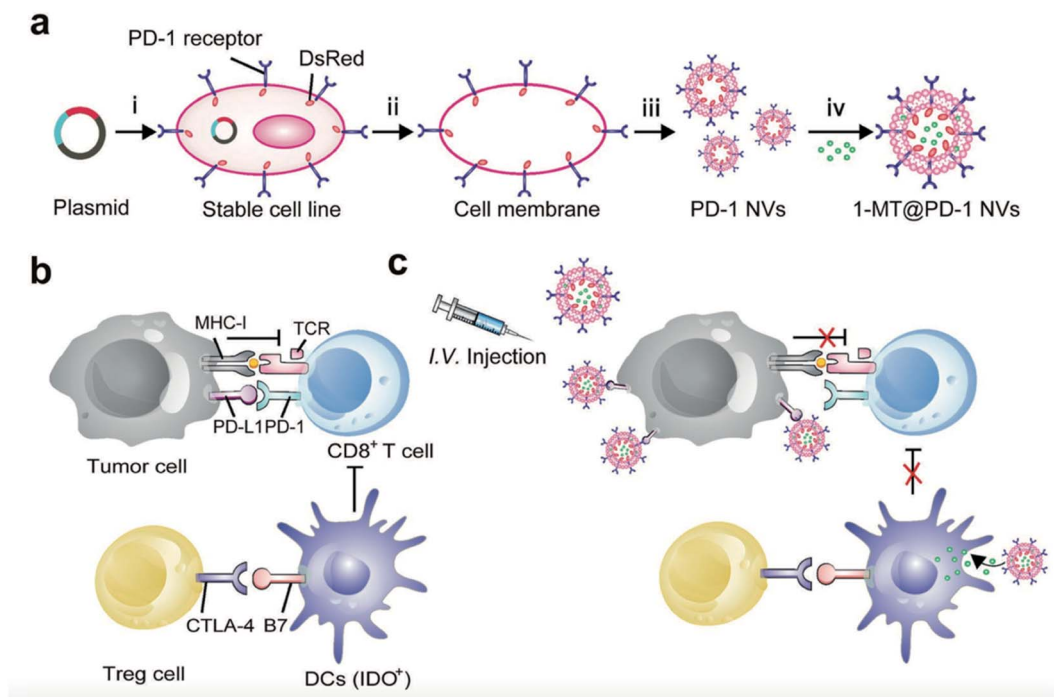 a
PD-1 receptor
DsRed
i
ii
iii
iv
Plasmid
Stable cell line
Cell membrane
PD-1 NVs
1-MT@PD-1 NVs
b
MHC-I
TCR
PD-L1
PD-1
CD8+ T cell
Tumor cell
CTLA-4
B7
Treg cell
DCs (IDO+)
c
I.V. Injection